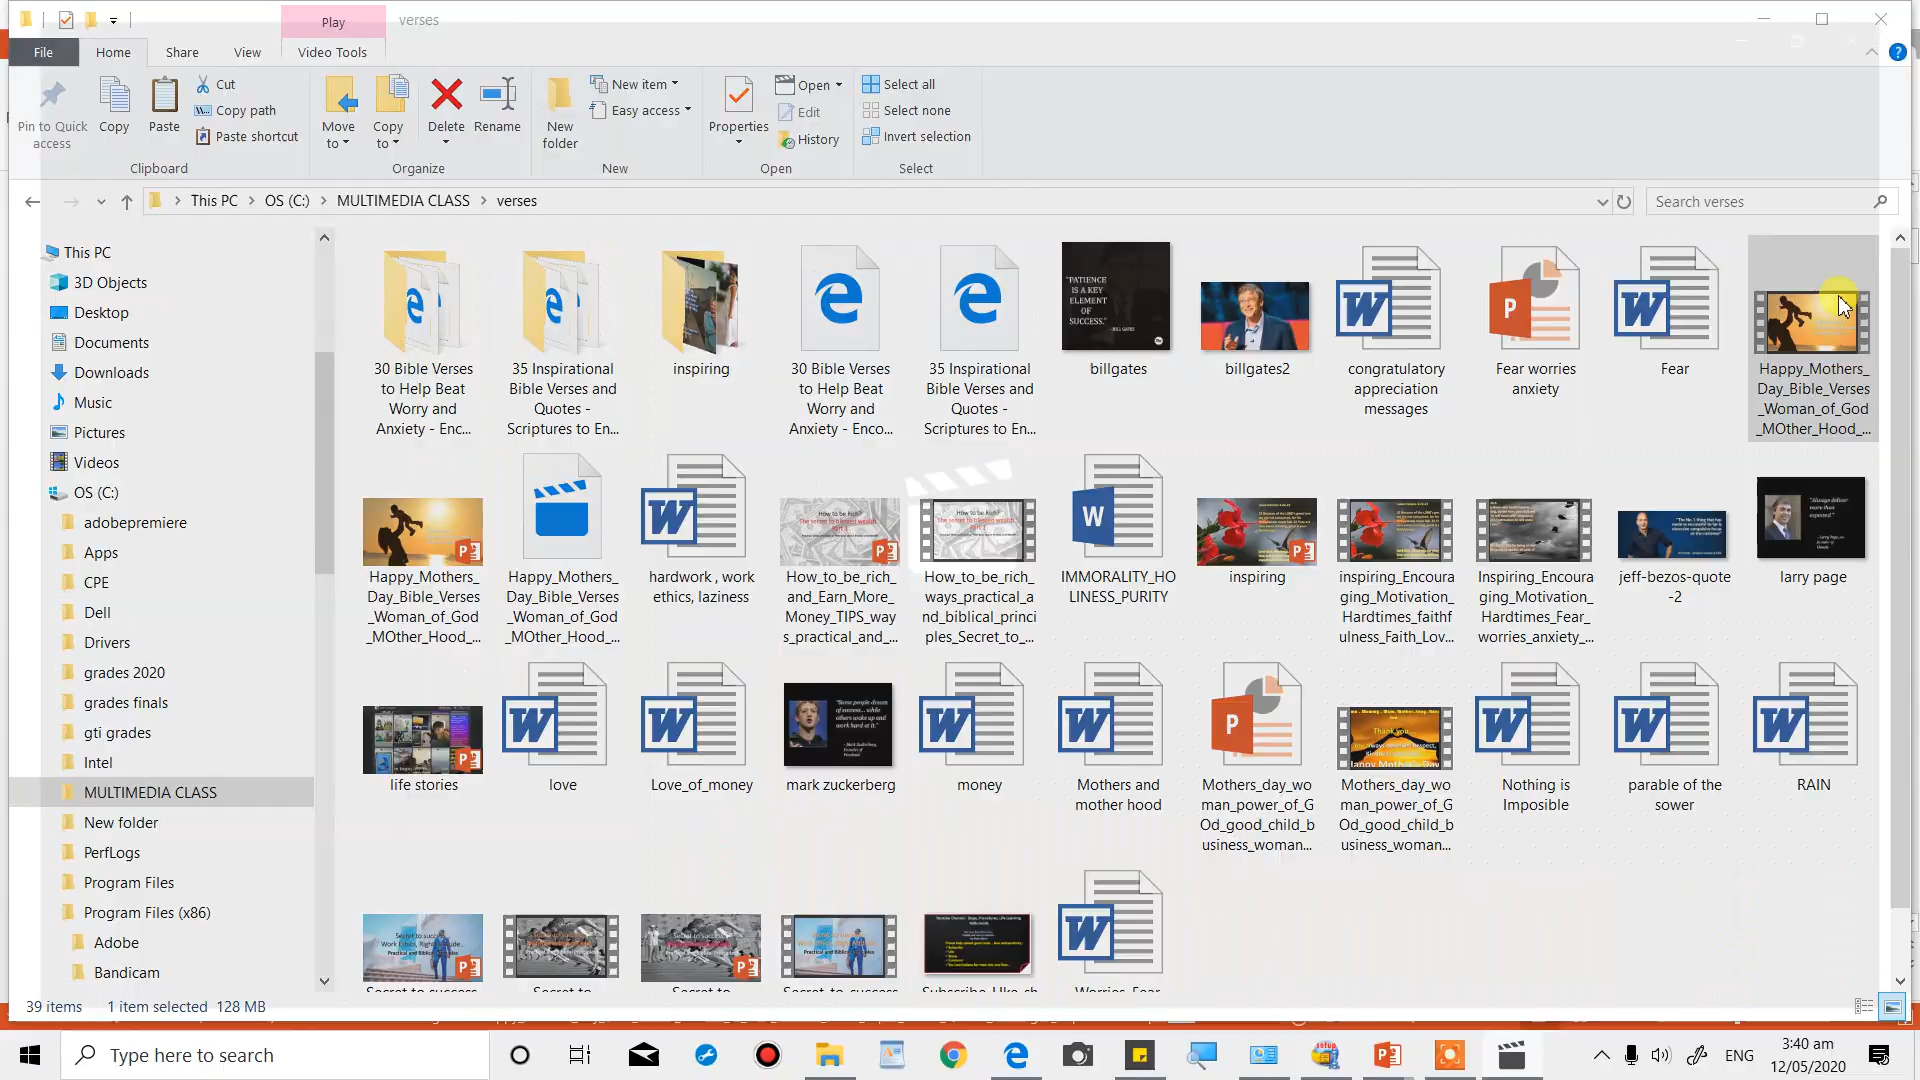 Play
verses
File
Home
Share
View
Video Tools
Pin to Quick
access
Copy
Paste
Cut
Copy path
Paste shortcut
Clipboard
Move
to
Copy
to
Delete
Rename
Organize
New
folder
New item
Easy access
New
Properties
Open
Edit
History
Open
Select all
Select none
Invert selection
Select
This PC
OS (C:)
MULTIMEDIA CLASS
verses
Search verses
This PC
3D Objects
Desktop
Documents
Downloads
Music
Pictures
Videos
OS (C:)
adobepremiere
Apps
CPE
Dell
Drivers
grades 2020
grades finals
gti grades
Intel
MULTIMEDIA CLASS
New folder
PerfLogs
Program Files
Program Files (x86)
Adobe
Bandicam
30 Bible Verses
to Help Beat
Worry and
Anxiety - Enc...
35 Inspirational
Bible Verses and
Quotes -
Scriptures to En...
inspiring
30 Bible Verses
to Help Beat
Worry and
Anxiety - Enco...
35 Inspirational
Bible Verses and
Quotes -
Scriptures to En...
"PATIENCE
IS A KEY
ELEMENT
OF
SUCCESS."
billgates
billgates2
congratulatory
appreciation
messages
Fear worries
anxiety
Fear
Happy_Mothers_
Day_Bible_Verses
_Woman_of_God
_MOther_Hood_...
Happy_Mothers_
Day_Bible_Verses
_Woman_of_God
_MOther_Hood_...
Happy_Mothers_
Day_Bible_Verses
_Woman_of_God
_MOther_Hood_...
hardwork , work
ethics, laziness
How_to_be_rich_
and_Earn_More_
Money_TIPS_way
s_practical_and_...
How_to_be_rich_
ways_practical_a
nd_biblical_princi
ples_Secret_to_...
IMMORALITY_HO
LINESS_PURITY
inspiring
inspiring_Encoura
ging_Motivation_
Hardtimes_faithf
ulness_Faith_Lov...
Inspiring_Encoura
ging_Motivation_
Hardtimes_Fear_
worries_anxiety_...
jeff-bezos-quote
-2
larry page
life stories
love
Love_of_money
mark zuckerberg
money
Mothers and
mother hood
Mothers_day_wo
man_power_of_G
Od_good_child_b
usiness_woman...
Mothers_day_wo
man_power_of_G
Od_good_child_b
usiness_woman...
Nothing is
Imposible
parable of the
sower
RAIN
39 items
1 item selected
128 MB
Type here to search
ENG
3:40 am
12/05/2020